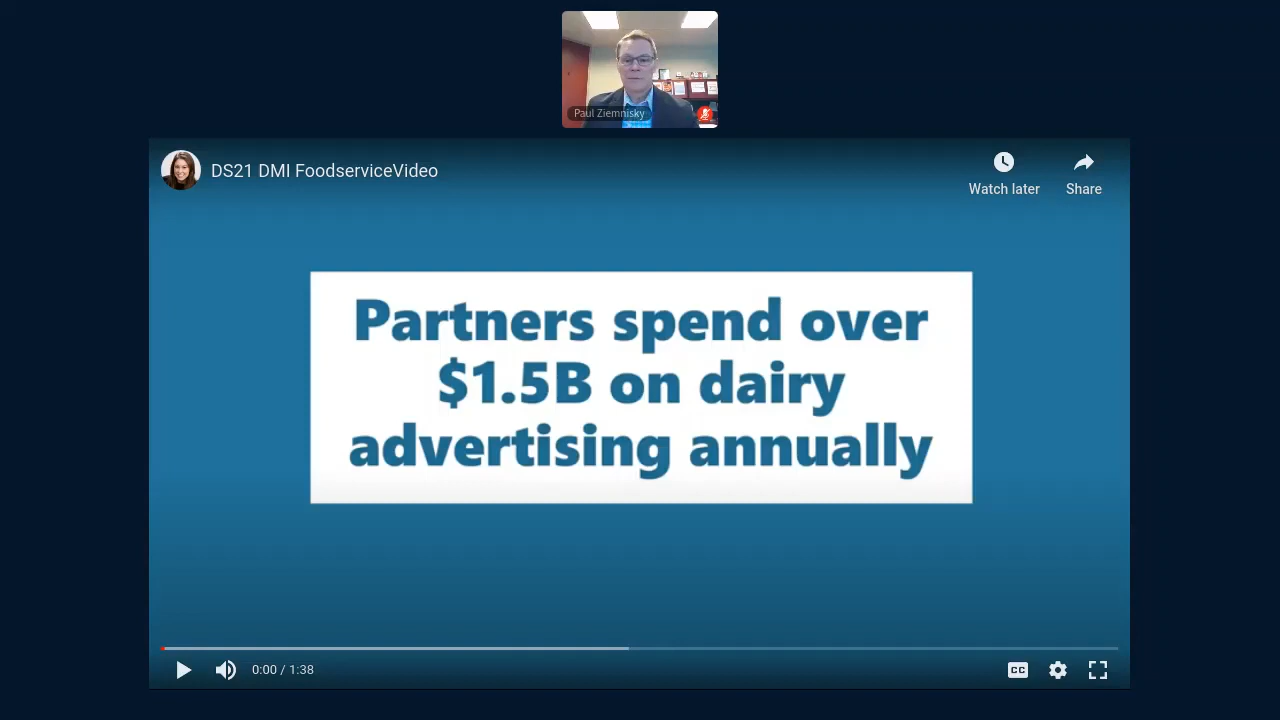 Paul Ziemnisky
DS21 DMI FoodserviceVideo
Watch later
Share
Partners spend over
$1.5B on dairy
advertising annually
0:00 / 1:38
CC